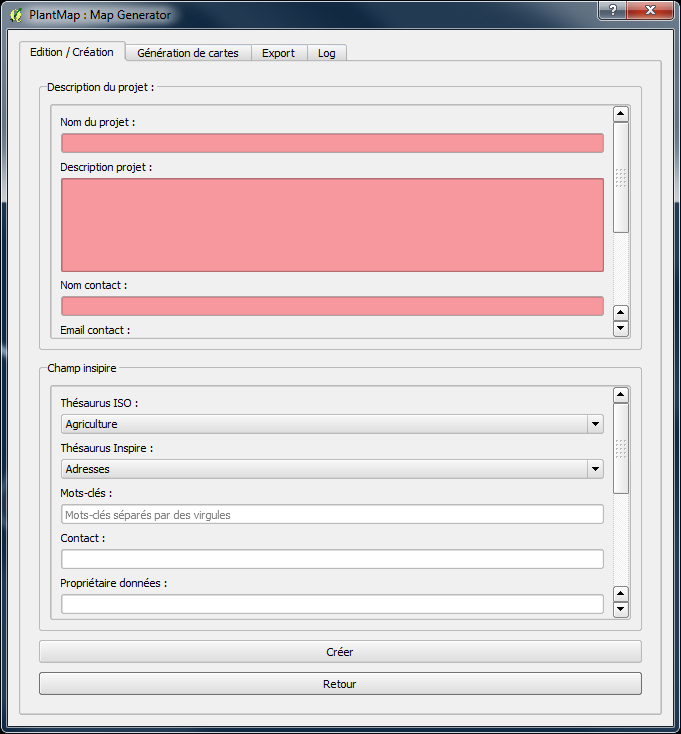 PlantMap : Map Generator
?
Edition / Création
Génération de cartes
Export
Log
Description du projet :
Nom du projet :
Description projet :
Nom contact :
Email contact :
Champ insipire
Thésaurus ISO :
Agriculture
Thésaurus Inspire :
Adresses
Mots-clés :
Mots-clés séparés par des virgules
Contact :
Propriétaire données :
Créer
Retour